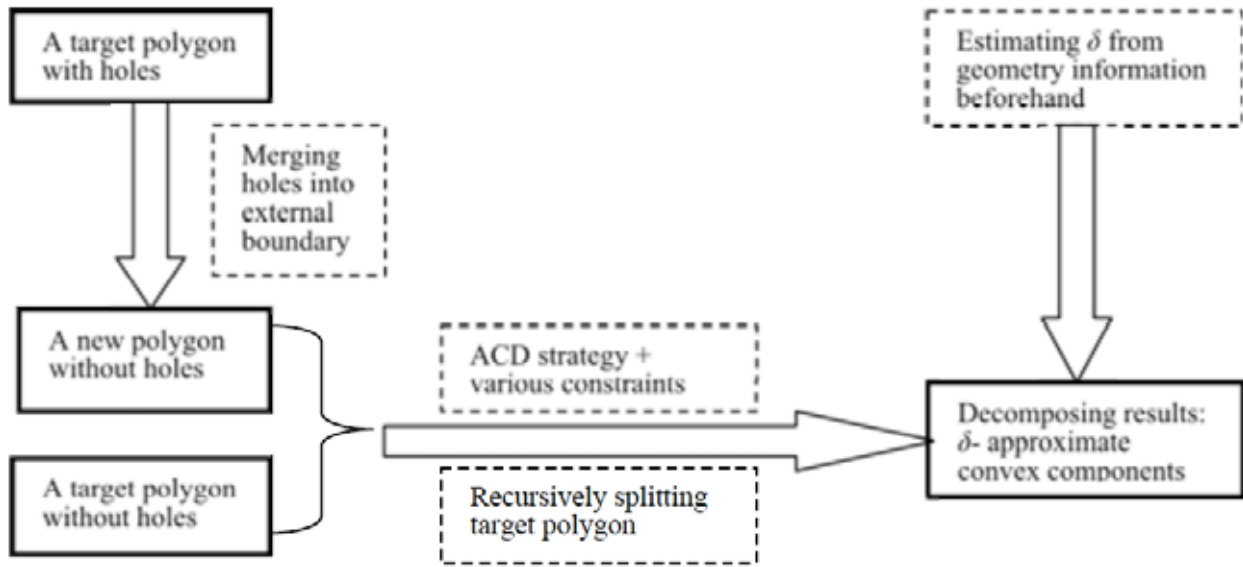 A target polygon
with holes
Merging
holes into
external
boundary
A new polygon
without holes
A target polygon
without holes
ACD strategy +
various constraints
Recursively splitting
target polygon
Estimating δ from
geometry information
beforehand
Decomposing results:
δ- approximate
convex components